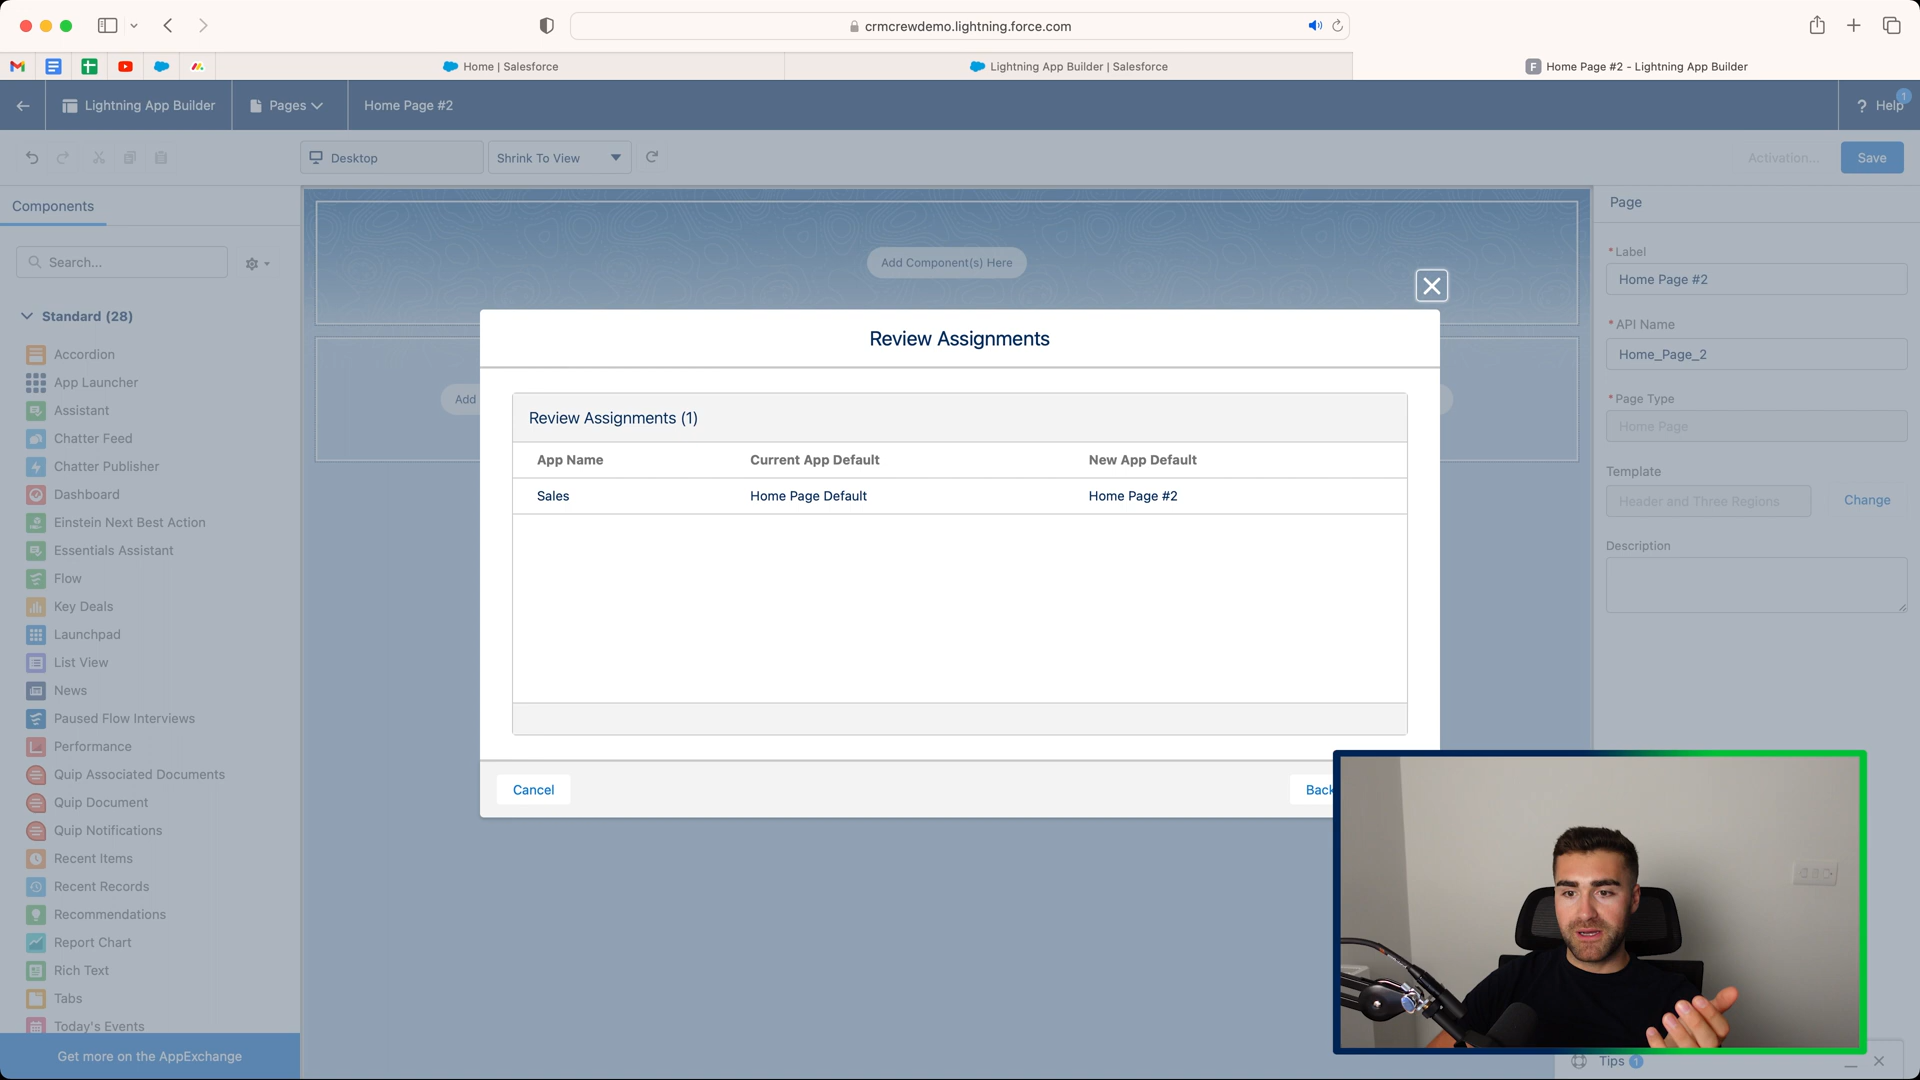 crmcrewdemo.lightning.force.com
Home | Salesforce
Lightning App Builder | Salesforce
F
Home Page #2 - Lightning App Builder
Lightning App Builder
Pages
Home Page #2
? Help
1
Desktop
Shrink To View
Activation...
Save
Components
Search...
Standard (28)
Accordion
App Launcher
Assistant
Chatter Feed
Chatter Publisher
Dashboard
Einstein Next Best Action
Essentials Assistant
Flow
Key Deals
Launchpad
List View
News
Paused Flow Interviews
Performance
Quip Associated Documents
Quip Document
Quip Notifications
Recent Items
Recent Records
Recommendations
Report Chart
Rich Text
Tabs
Today's Events
Get more on the AppExchange
Add Component(s) Here
Add
Review Assignments
Review Assignments (1)
App Name Current App Default New App Default
Sales Home Page Default Home Page #2
Cancel
Back
Page
*Label
Home Page #2
*API Name
Home_Page_2
*Page Type
Home Page
Template
Header and Three Regions
Change
Description
Tips 1